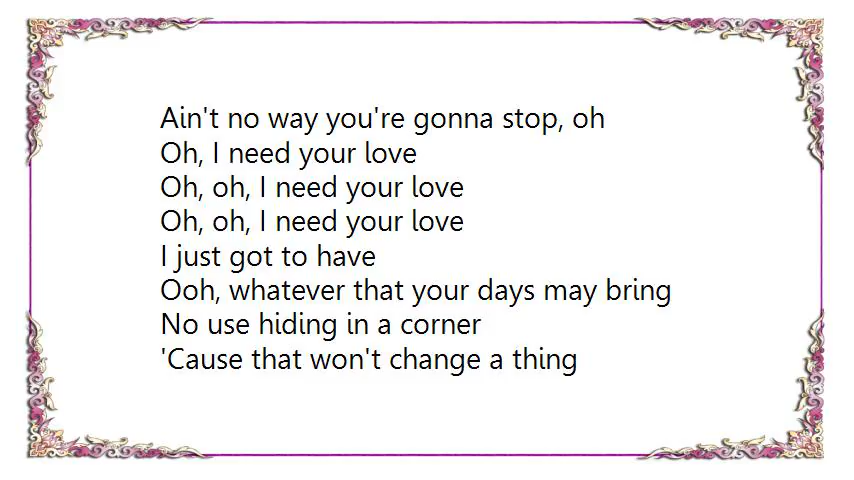 Ain't no way you're gonna stop, oh
Oh, I need your love
Oh, oh, I need your love
Oh, oh, I need your love
I just got to have
Ooh, whatever that your days may bring
No use hiding in a corner
'Cause that won't change a thing